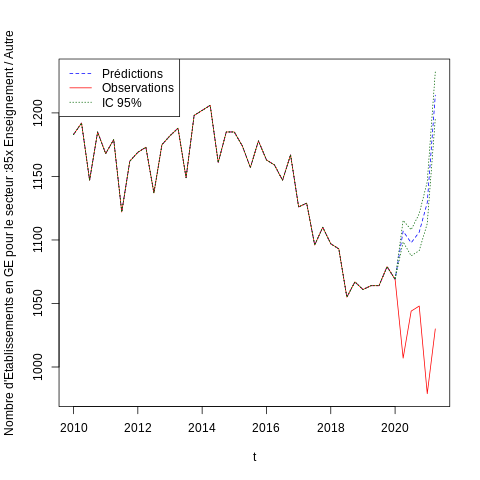 Prédictions
Observations
IC 95%
Nombre d'Etablissements en GE pour le secteur :85x Enseignement / Autre
1200
1150
1100
1050
1000
2010 2012 2014 2016 2018 2020
t